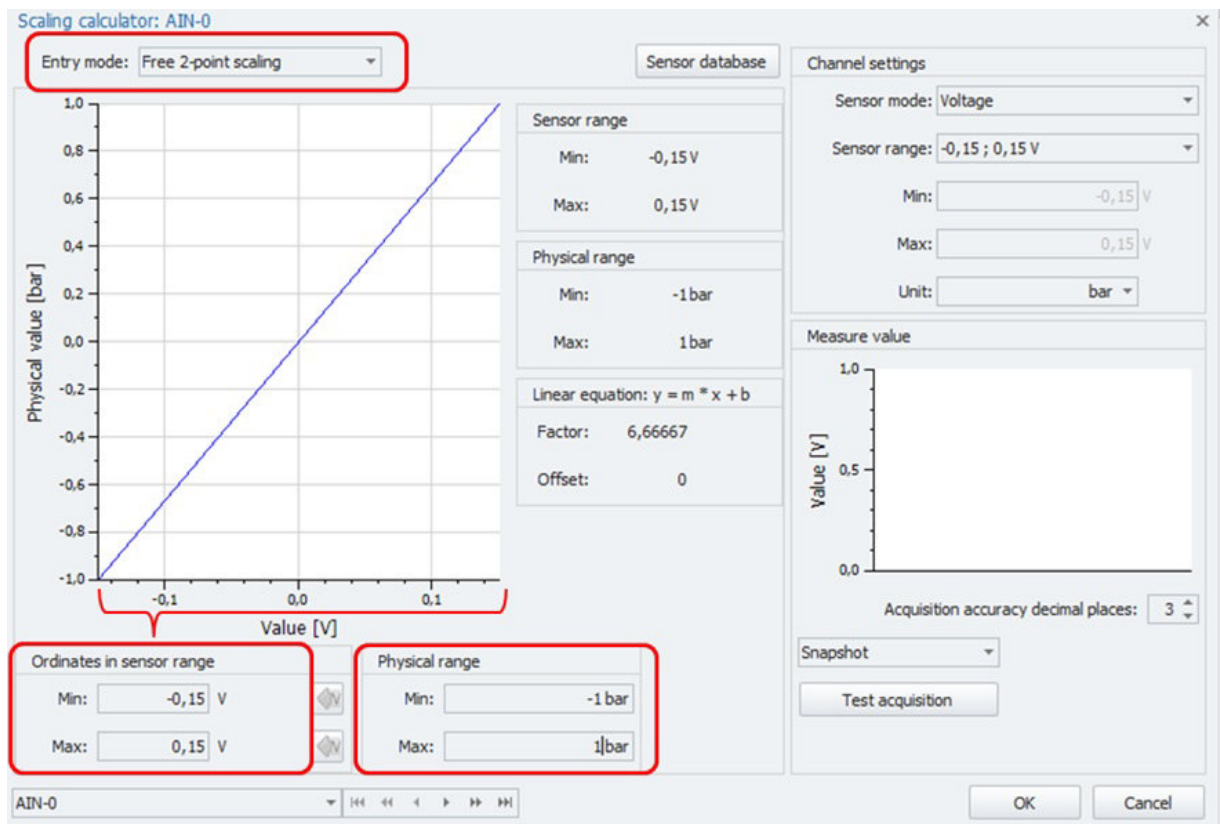 Scaling calculator: AIN-0
Entry mode: Free 2-point scaling
Sensor database
1,0
0,8
0,6
0,4
0,2
0,0
-0,2
-0,4
-0,6
-0,8
-1,0
Physical value [bar]
-0,1 0,0 0,1
Value [V]
Sensor range
Min: -0,15 V
Max: 0,15 V
Physical range
Min: -1 bar
Max: 1 bar
Linear equation: y = m * x + b
Factor: 6,66667
Offset: 0
Ordinates in sensor range
Min: -0,15 V
Max: 0,15 V
Physical range
Min: -1 bar
Max: 1 bar
Channel settings
Sensor mode: Voltage
Sensor range: -0,15 ; 0,15 V
Min: -0,15 V
Max: 0,15 V
Unit: bar
Measure value
1,0
0,5
0,0
Value [V]
Acquisition accuracy decimal places: 3
Snapshot
Test acquisition
AIN-0
OK Cancel